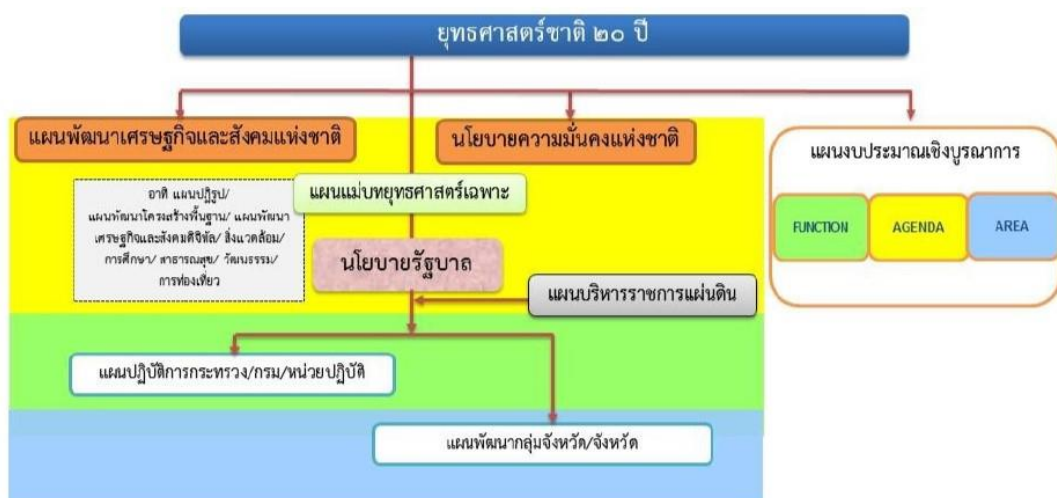 ยุทธศาสตร์ชาติ ๒๐ ปี
แผนพัฒนาเศรษฐกิจและสังคมแห่งชาติ
นโยบายความมั่นคงแห่งชาติ
แผนงบประมาณเชิงบูรณาการ
แผนแม่บทยุทธศาสตร์เฉพาะ
อาทิ แผนปฏิรูป/
แผนพัฒนาโครงสร้างพื้นฐาน/ แผนพัฒนา
เศรษฐกิจและสังคมดิจิทัล/ สิ่งแวดล้อม/
การศึกษา/ สาธารณสุข/ วัฒนธรรม/
การท่องเที่ยว
FUNCTION
AGENDA
AREA
นโยบายรัฐบาล
แผนบริหารราชการแผ่นดิน
แผนปฏิบัติการกระทรวง/กรม/หน่วยปฏิบัติ
แผนพัฒนากลุ่มจังหวัด/จังหวัด